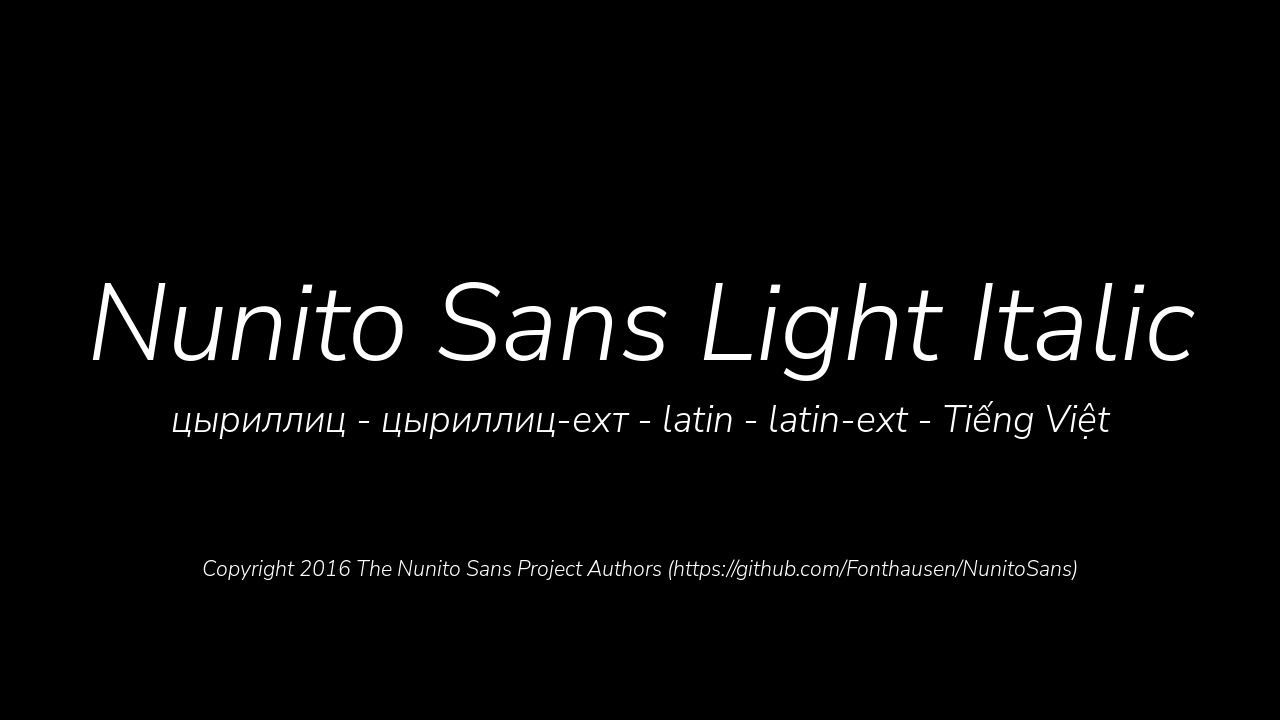 Nunito Sans Light Italic
цыриллиц - цыриллиц-ехт - latin - latin-ext - Tiếng Việt
Copyright 2016 The Nunito Sans Project Authors (https://github.com/Fonthausen/NunitoSans)